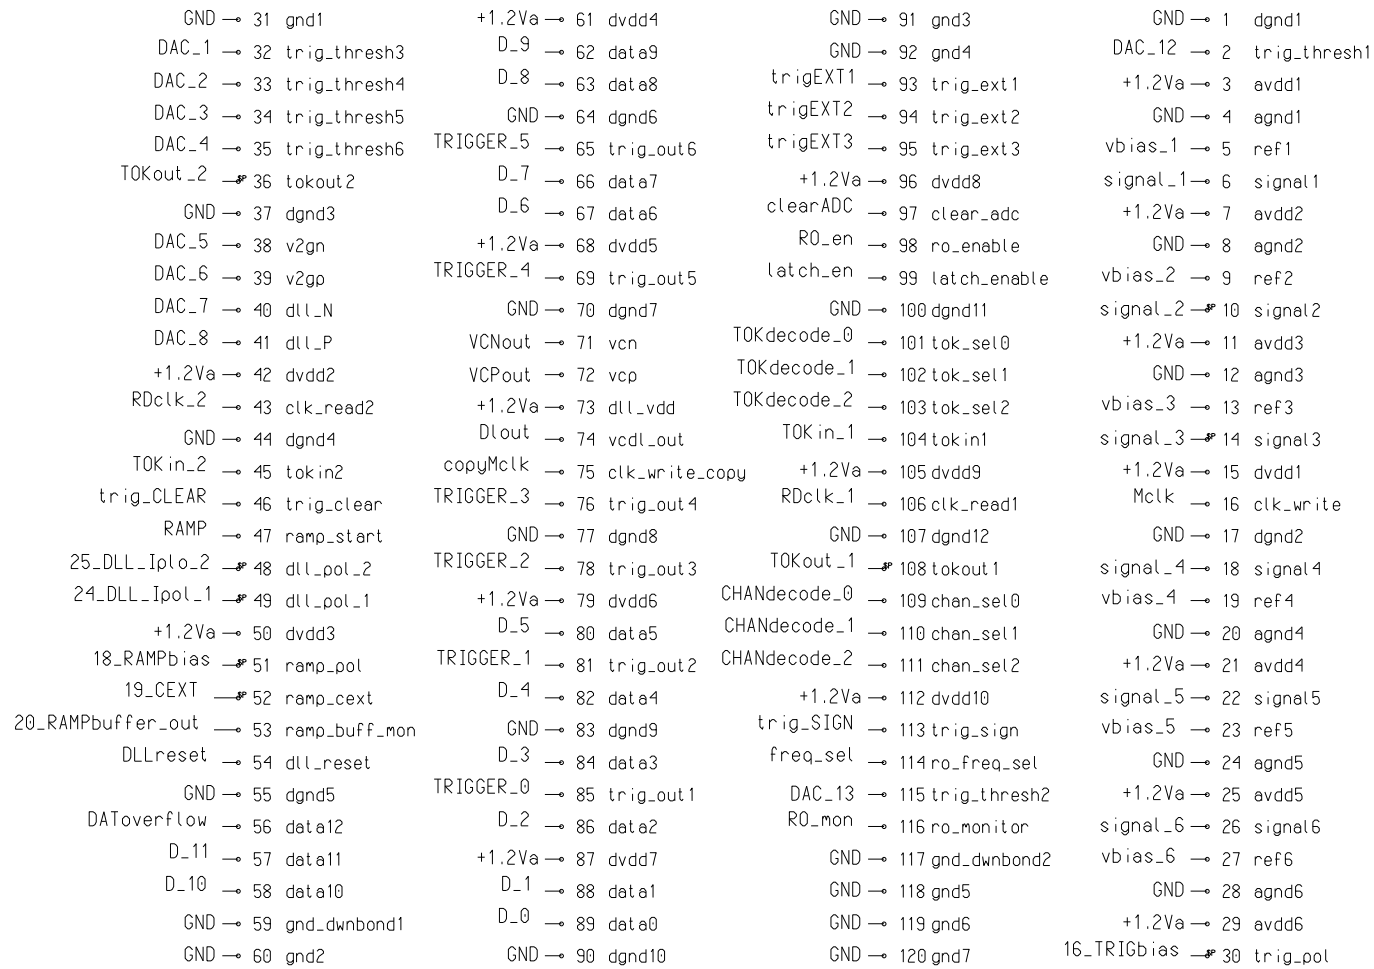 GND 31 gnd1 +1.2Va 61 dvdd4 GND 91 gnd3 GND 1 dgnd1
DAC_1 32 trig_thresh3 D_9 62 data9 GND 92 gnd4 DAC_12 2 trig_thresh1
DAC_2 33 trig_thresh4 D_8 63 data8 trigEXT1 93 trig_ext1 +1.2Va 3 avdd1
DAC_3 34 trig_thresh5 GND 64 dgnd6 trigEXT2 94 trig_ext2 GND 4 agnd1
DAC_4 35 trig_thresh6 TRIGGER_5 65 trig_out6 trigEXT3 95 trig_ext3 vbias_1 5 ref1
TOKout_2 36 tokout2 D_7 66 data7 +1.2Va 96 dvdd8 signal_1 6 signal1
GND 37 dgnd3 D_6 67 data6 clearADC 97 clear_adc +1.2Va 7 avdd2
DAC_5 38 v2gn +1.2Va 68 dvdd5 RO_en 98 ro_enable GND 8 agnd2
DAC_6 39 v2gp TRIGGER_4 69 trig_out5 latch_en 99 latch_enable vbias_2 9 ref2
DAC_7 40 dll_N GND 70 dgnd7 GND 100 dgnd11 signal_2 10 signal2
DAC_8 41 dll_P VCNout 71 vcn TOKdecode_0 101 tok_sel0 +1.2Va 11 avdd3
+1.2Va 42 dvdd2 VCPout 72 vcp TOKdecode_1 102 tok_sel1 GND 12 agnd3
RDclk_2 43 clk_read2 +1.2Va 73 dll_vdd TOKdecode_2 103 tok_sel2 vbias_3 13 ref3
GND 44 dgnd4 Dlout 74 vcdl_out TOKin_1 104 tokin1 signal_3 14 signal3
TOKin_2 45 tokin2 copyMclk 75 clk_write_copy +1.2Va 105 dvdd9 +1.2Va 15 dvdd1
trig_CLEAR 46 trig_clear TRIGGER_3 76 trig_out4 RDclk_1 106 clk_read1 Mclk 16 clk_write
RAMP 47 ramp_start GND 77 dgnd8 GND 107 dgnd12 GND 17 dgnd2
25_DLL_Iplo_2 48 dll_pol_2 TRIGGER_2 78 trig_out3 TOKout_1 108 tokout1 signal_4 18 signal4
24_DLL_Ipol_1 49 dll_pol_1 +1.2Va 79 dvdd6 CHANdecode_0 109 chan_sel0 vbias_4 19 ref4
+1.2Va 50 dvdd3 D_5 80 data5 CHANdecode_1 110 chan_sel1 GND 20 agnd4
18_RAMPbias 51 ramp_pol TRIGGER_1 81 trig_out2 CHANdecode_2 111 chan_sel2 +1.2Va 21 avdd4
19_CEXT 52 ramp_cext D_4 82 data4 +1.2Va 112 dvdd10 signal_5 22 signal5
20_RAMPbuffer_out 53 ramp_buff_mon GND 83 dgnd9 trig_SIGN 113 trig_sign vbias_5 23 ref5
DLLreset 54 dll_reset D_3 84 data3 freq_sel 114 ro_freq_sel GND 24 agnd5
GND 55 dgnd5 TRIGGER_0 85 trig_out1 DAC_13 115 trig_thresh2 +1.2Va 25 avdd5
DAToverflow 56 data12 D_2 86 data2 RO_mon 116 ro_monitor signal_6 26 signal6
D_11 57 data11 +1.2Va 87 dvdd7 GND 117 gnd_dwnbond2 vbias_6 27 ref6
D_10 58 data10 D_1 88 data1 GND 118 gnd5 GND 28 agnd6
GND 59 gnd_dwnbond1 D_0 89 data0 GND 119 gnd6 +1.2Va 29 avdd6
GND 60 gnd2 GND 90 dgnd10 GND 120 gnd7 16_TRIGbias 30 trig_pol